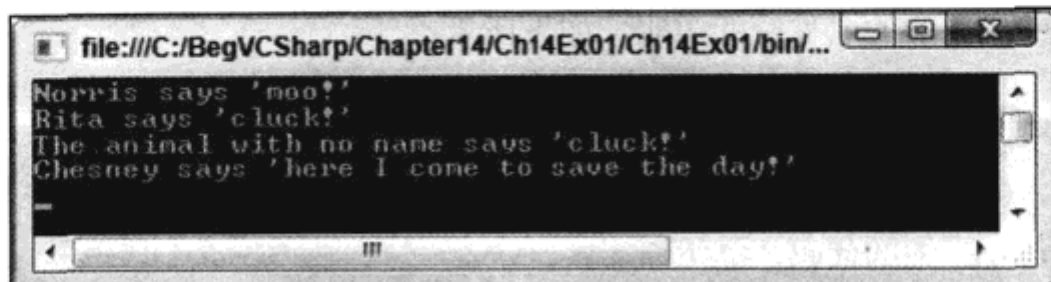 file:///C:/BegVCSharp/Chapter14/Ch14Ex01/Ch14Ex01/bin/...
Norris says 'moo!'
Rita says 'cluck!'
The animal with no name says 'cluck!'
Chesney says 'here I come to save the day!'